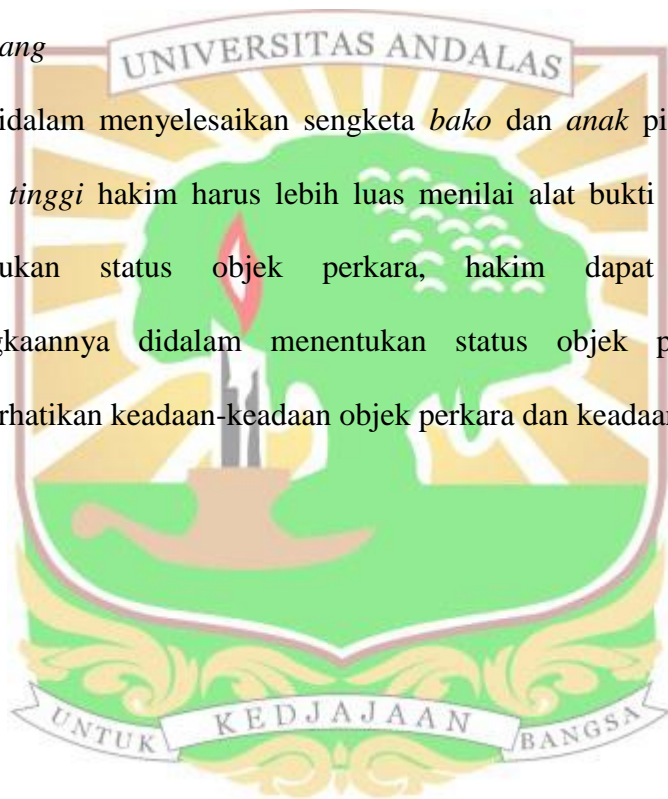 ang
UNIVERSITAS ANDALAS
idalam menyelesaikan sengketa bako dan anak pi
tinggi hakim harus lebih luas menilai alat bukti
ukan status objek perkara, hakim dapat
gkaannya didalam menentukan status objek p
rhatikan keadaan-keadaan objek perkara dan keadaan
UNTUK KEDJAJAAN BANGSA